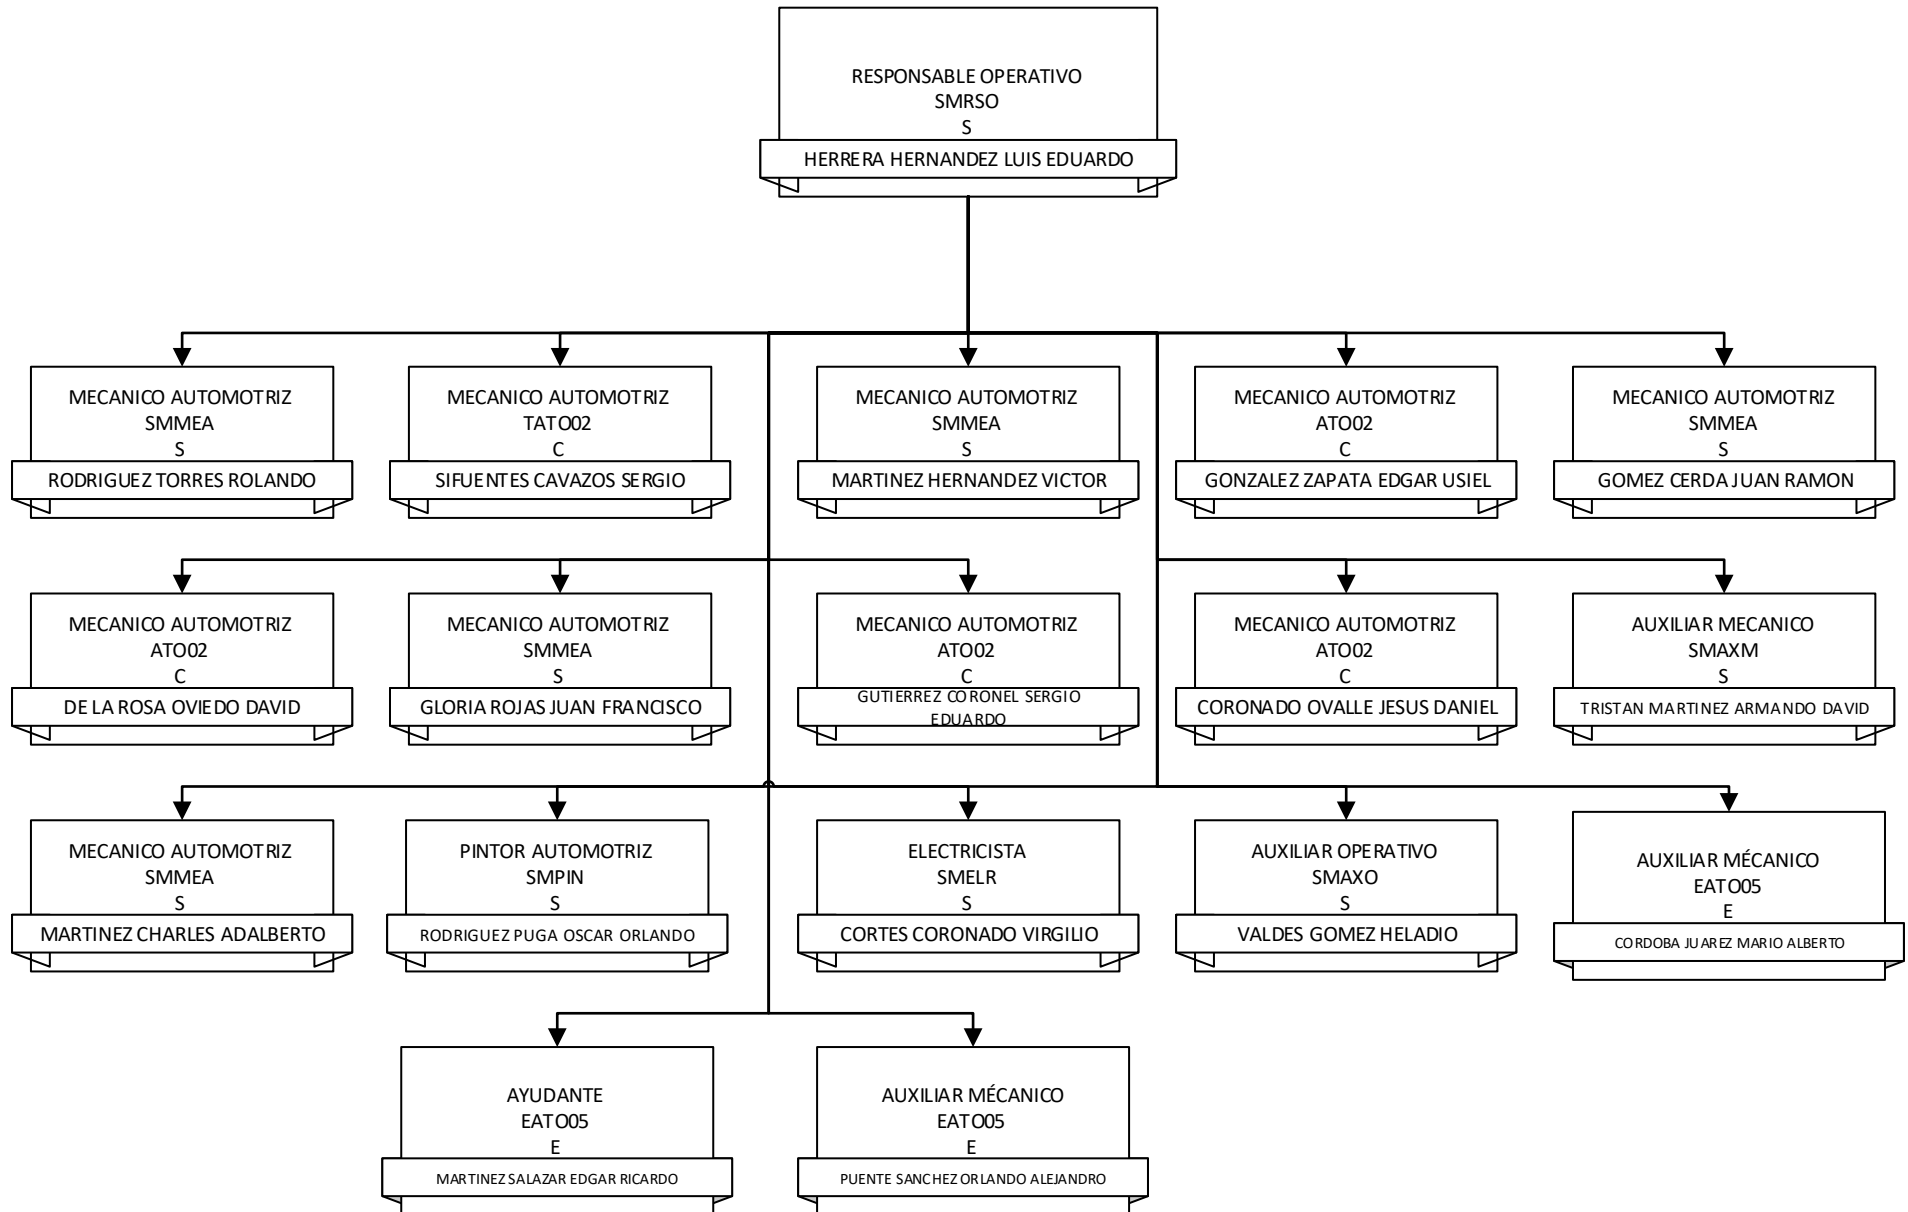 RESPONSABLE OPERATIVO
SMRSO
S
HERRERA HERNANDEZ LUIS EDUARDO
MECANICO AUTOMOTRIZ
SMMEA
S
RODRIGUEZ TORRES ROLANDO
MECANICO AUTOMOTRIZ
TATO02
C
SIFUENTES CAVAZOS SERGIO
MECANICO AUTOMOTRIZ
SMMEA
S
MARTINEZ HERNANDEZ VICTOR
MECANICO AUTOMOTRIZ
ATO02
C
GONZALEZ ZAPATA EDGAR USIEL
MECANICO AUTOMOTRIZ
SMMEA
S
GOMEZ CERDA JUAN RAMON
MECANICO AUTOMOTRIZ
ATO02
C
DE LA ROSA OVIEDO DAVID
MECANICO AUTOMOTRIZ
SMMEA
S
GLORIA ROJAS JUAN FRANCISCO
MECANICO AUTOMOTRIZ
ATO02
C
GUTIERREZ CORONEL SERGIO
EDUARDO
MECANICO AUTOMOTRIZ
ATO02
C
CORONADO OVALLE JESUS DANIEL
AUXILIAR MECANICO
SMAXM
S
TRISTAN MARTINEZ ARMANDO DAVID
MECANICO AUTOMOTRIZ
SMMEA
S
MARTINEZ CHARLES ADALBERTO
PINTOR AUTOMOTRIZ
SMPIN
S
RODRIGUEZ PUGA OSCAR ORLANDO
ELECTRICISTA
SMELR
S
CORTES CORONADO VIRGILIO
AUXILIAR OPERATIVO
SMAXO
S
VALDES GOMEZ HELADIO
AUXILIAR MÉCANICO
EATO05
E
CORDOBA JUAREZ MARIO ALBERTO
AYUDANTE
EATO05
E
MARTINEZ SALAZAR EDGAR RICARDO
AUXILIAR MÉCANICO
EATO05
E
PUENTE SANCHEZ ORLANDO ALEJANDRO